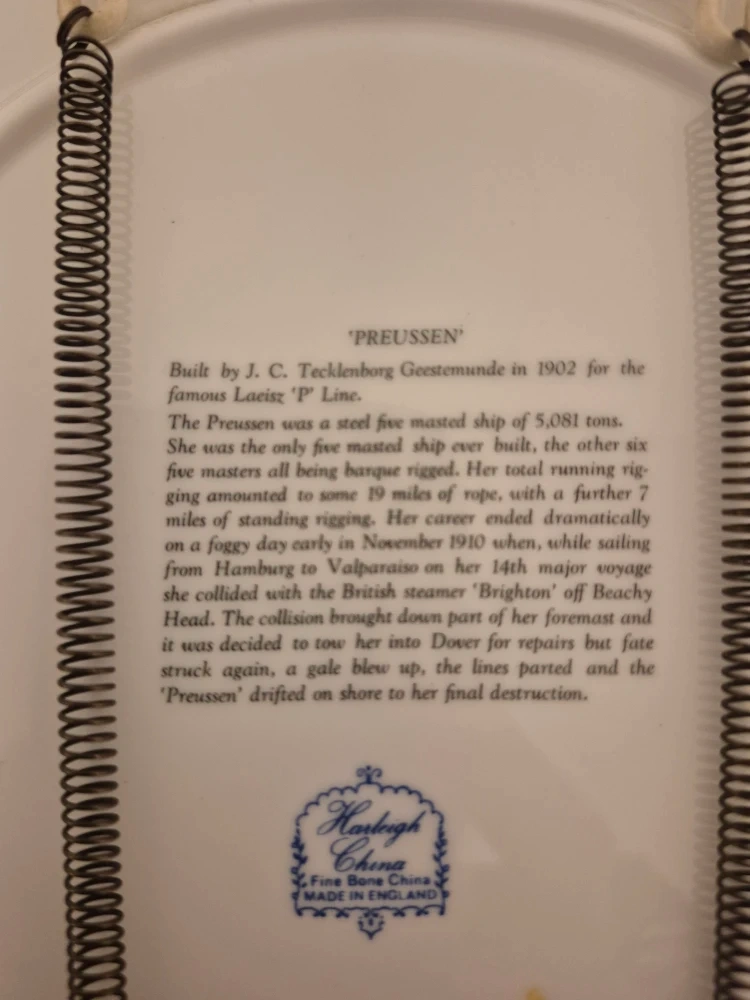 'PREUSSEN'
Built by J. C. Tecklenborg Geestemunde in 1902 for the
famous Laeisz 'P' Line.
The Preussen was a steel five masted ship of 5,081 tons.
She was the only five masted ship ever built, the other six
five masters all being barque rigged. Her total running rig-
ging amounted to some 19 miles of rope, with a further 7
miles of standing rigging. Her career ended dramatically
on a foggy day early in November 1910 when, while sailing
from Hamburg to Valparaiso on her 14th major voyage
she collided with the British steamer 'Brighton' off Beachy
Head. The collision brought down part of her foremast and
it was decided to tow her into Dover for repairs but fate
struck again, a gale blew up, the lines parted and the
'Preussen' drifted on shore to her final destruction.
Harleigh
China
Fine Bone China
MADE IN ENGLAND